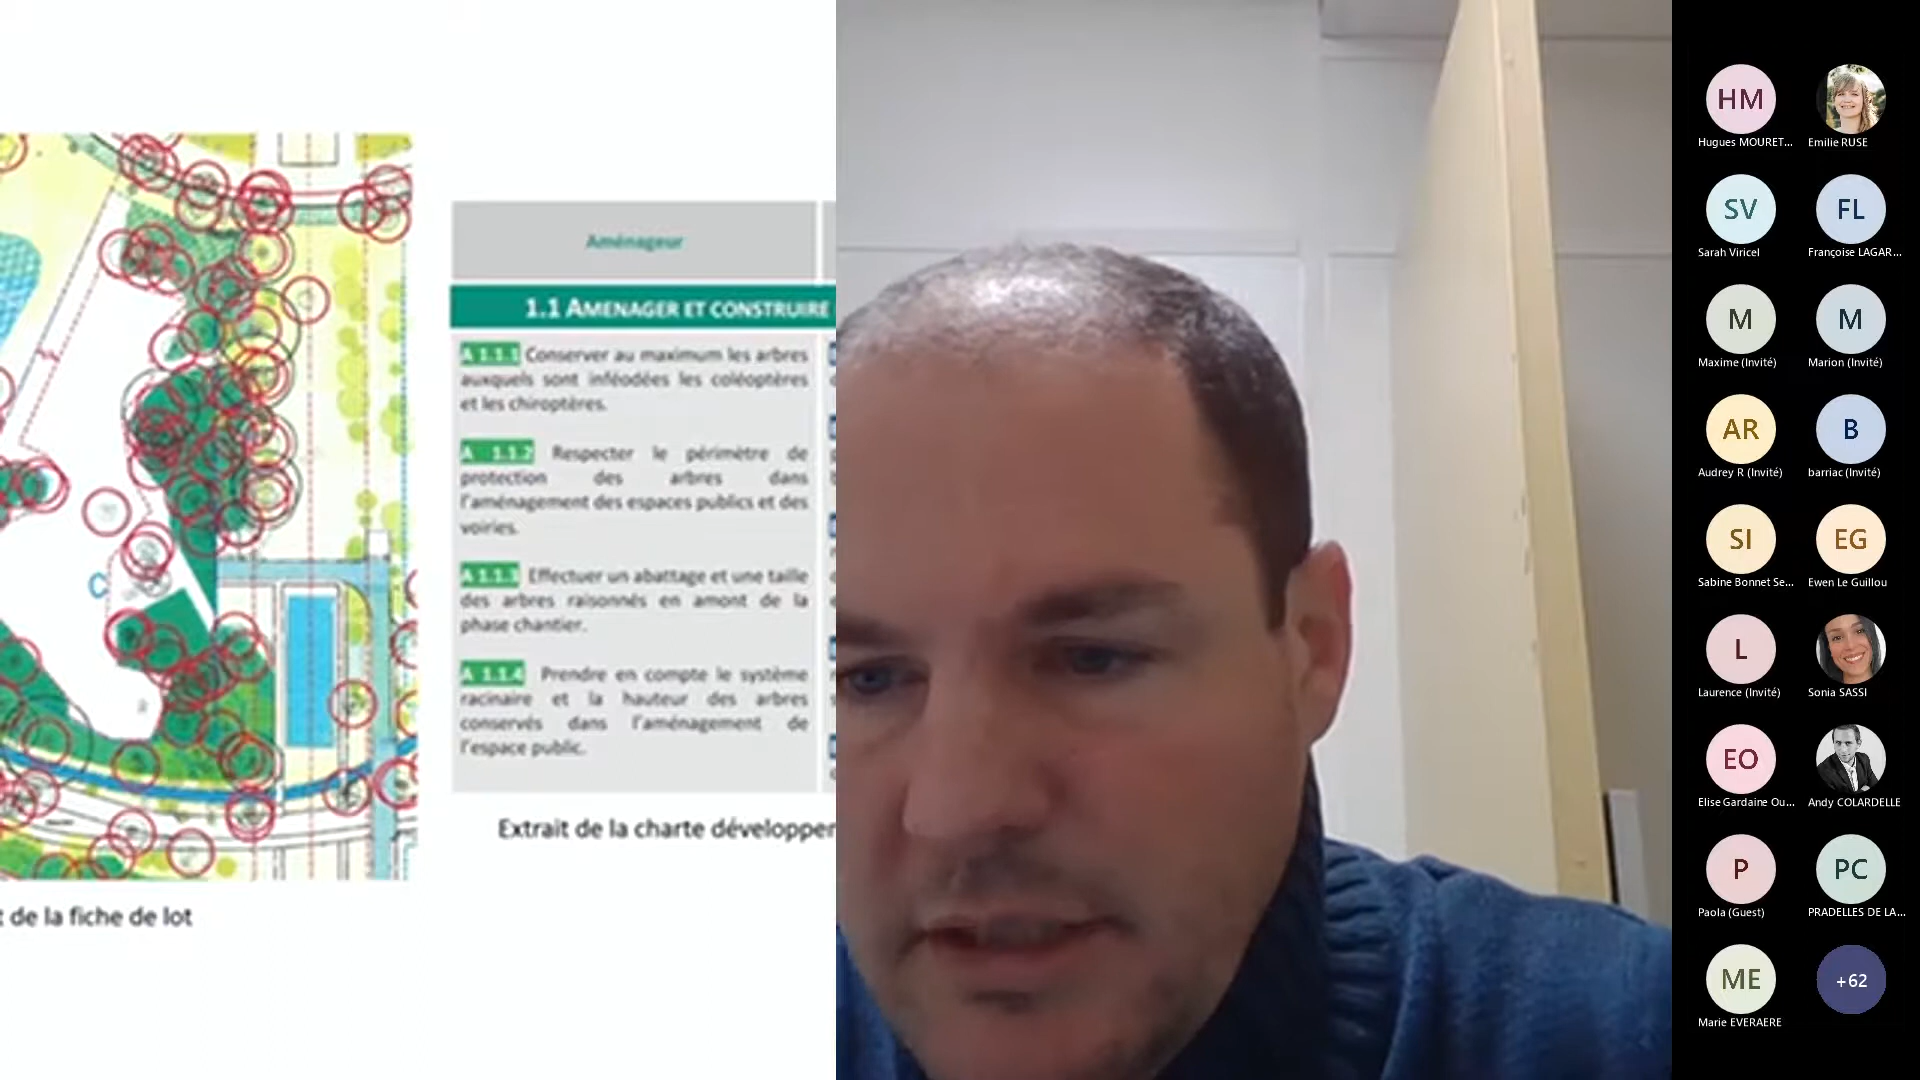 Aménageur
1.1 AMENAGER ET CONSTRUIRE
A 1.1.1 Conserver au maximum les arbres
auxquels sont inféodées les coléoptères
et les chiroptères.
A 1.1.2 Respecter le périmètre de
protection des arbres dans
l'aménagement des espaces publics et des
voiries.
A 1.1.3 Effectuer un abattage et une taille
des arbres raisonnés en amont de la
phase chantier.
A 1.1.4 Prendre en compte le système
racinaire et la hauteur des arbres
conservés dans l'aménagement de
l'espace public.
Extrait de la charte développer
t de la fiche de lot
HM
Hugues MOURET...
Emilie RUSE
SV
Sarah Viricel
FL
Françoise LAGAR...
M
Maxime (Invité)
M
Marion (Invité)
AR
Audrey R (Invité)
B
barriac (Invité)
SI
Sabine Bonnet Se...
EG
Ewen Le Guillou
L
Laurence (Invité)
Sonia SASSI
EO
Elise Gardaine Ou...
Andy COLARDELLE
P
Paola (Guest)
PC
PRADELLES DE LA...
ME
Marie EVERAERE
+62